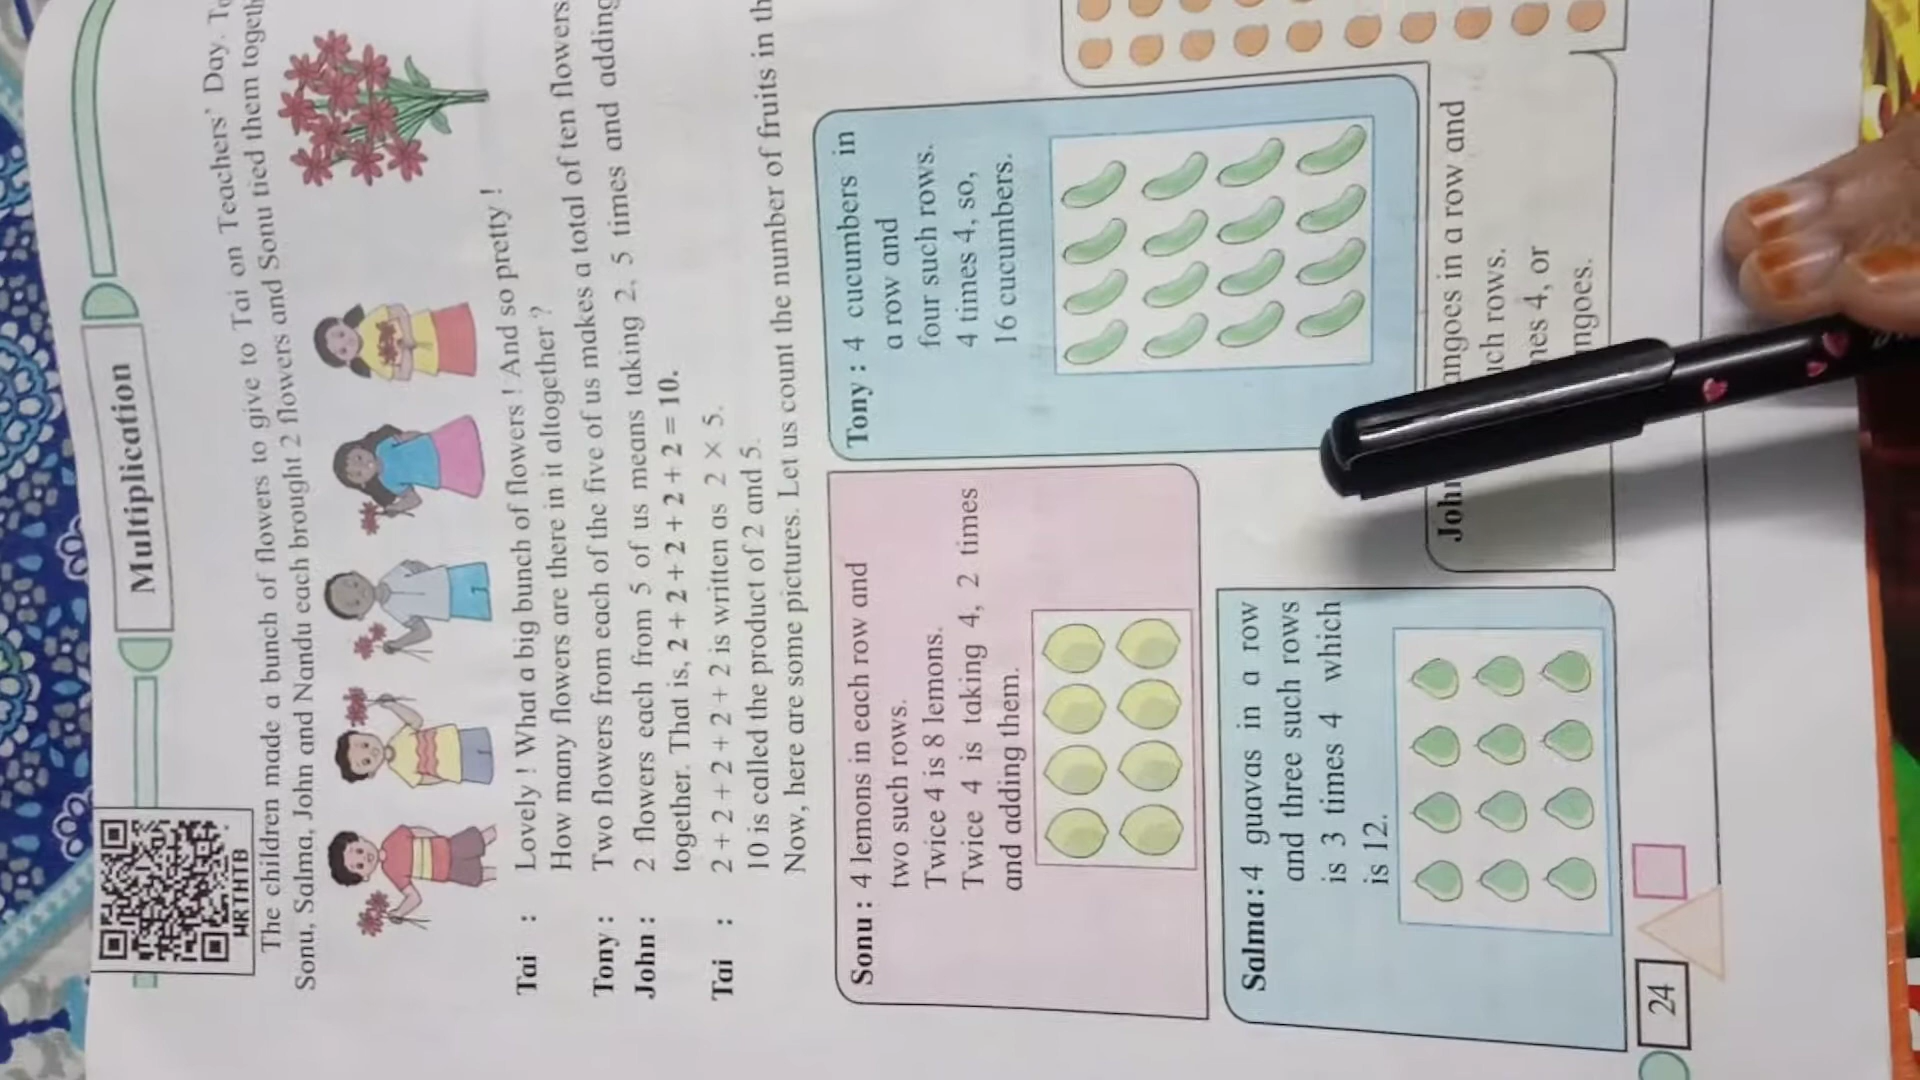 Multiplication
HRTHTB
The children made a bunch of flowers to give to Tai on Teachers' Day.
Sonu, Salma, John and Nandu each brought 2 flowers and Sonu tied them
Tai : Lovely ! What a big bunch of flowers ! And so pretty !
How many flowers are there in it altogether ?
Tony : Two flowers from each of the five of us makes a total of ten flowers
John : 2 flowers each from 5 of us means taking 2, 5 times and adding
together. That is, 2 + 2 + 2 + 2 + 2 = 10.
Tai : 2 + 2 + 2 + 2 + 2 is written as 2 × 5.
10 is called the product of 2 and 5.
Now, here are some pictures. Let us count the number of fruits in
Sonu : 4 lemons in each row and
two such rows.
Twice 4 is 8 lemons.
Twice 4 is taking 4, 2 times
and adding them.
Tony : 4 cucumbers in
a row and
four such rows.
4 times 4, so,
16 cucumbers.
Salma : 4 guavas in a row
and three such rows
is 3 times 4 which
is 12.
in a row and
rows.
4, or
24